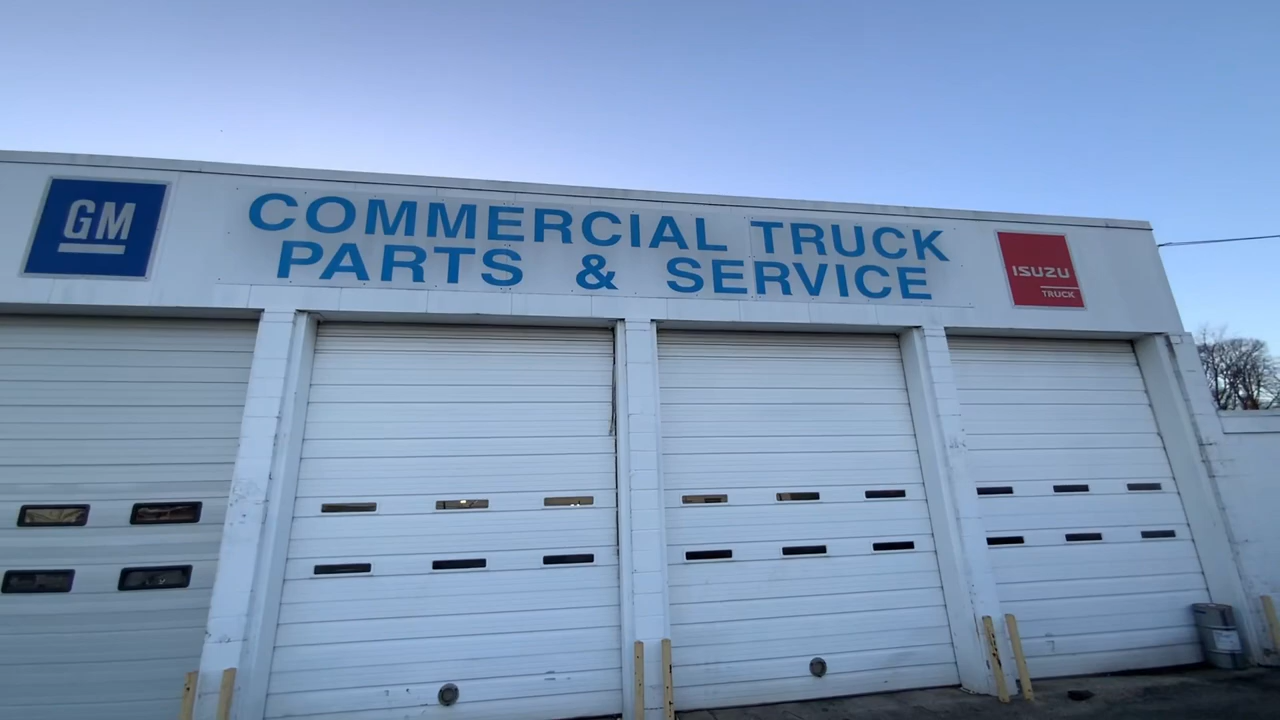 GM
COMMERCIAL TRUCK
PARTS & SERVICE
ISUZU
TRUCK